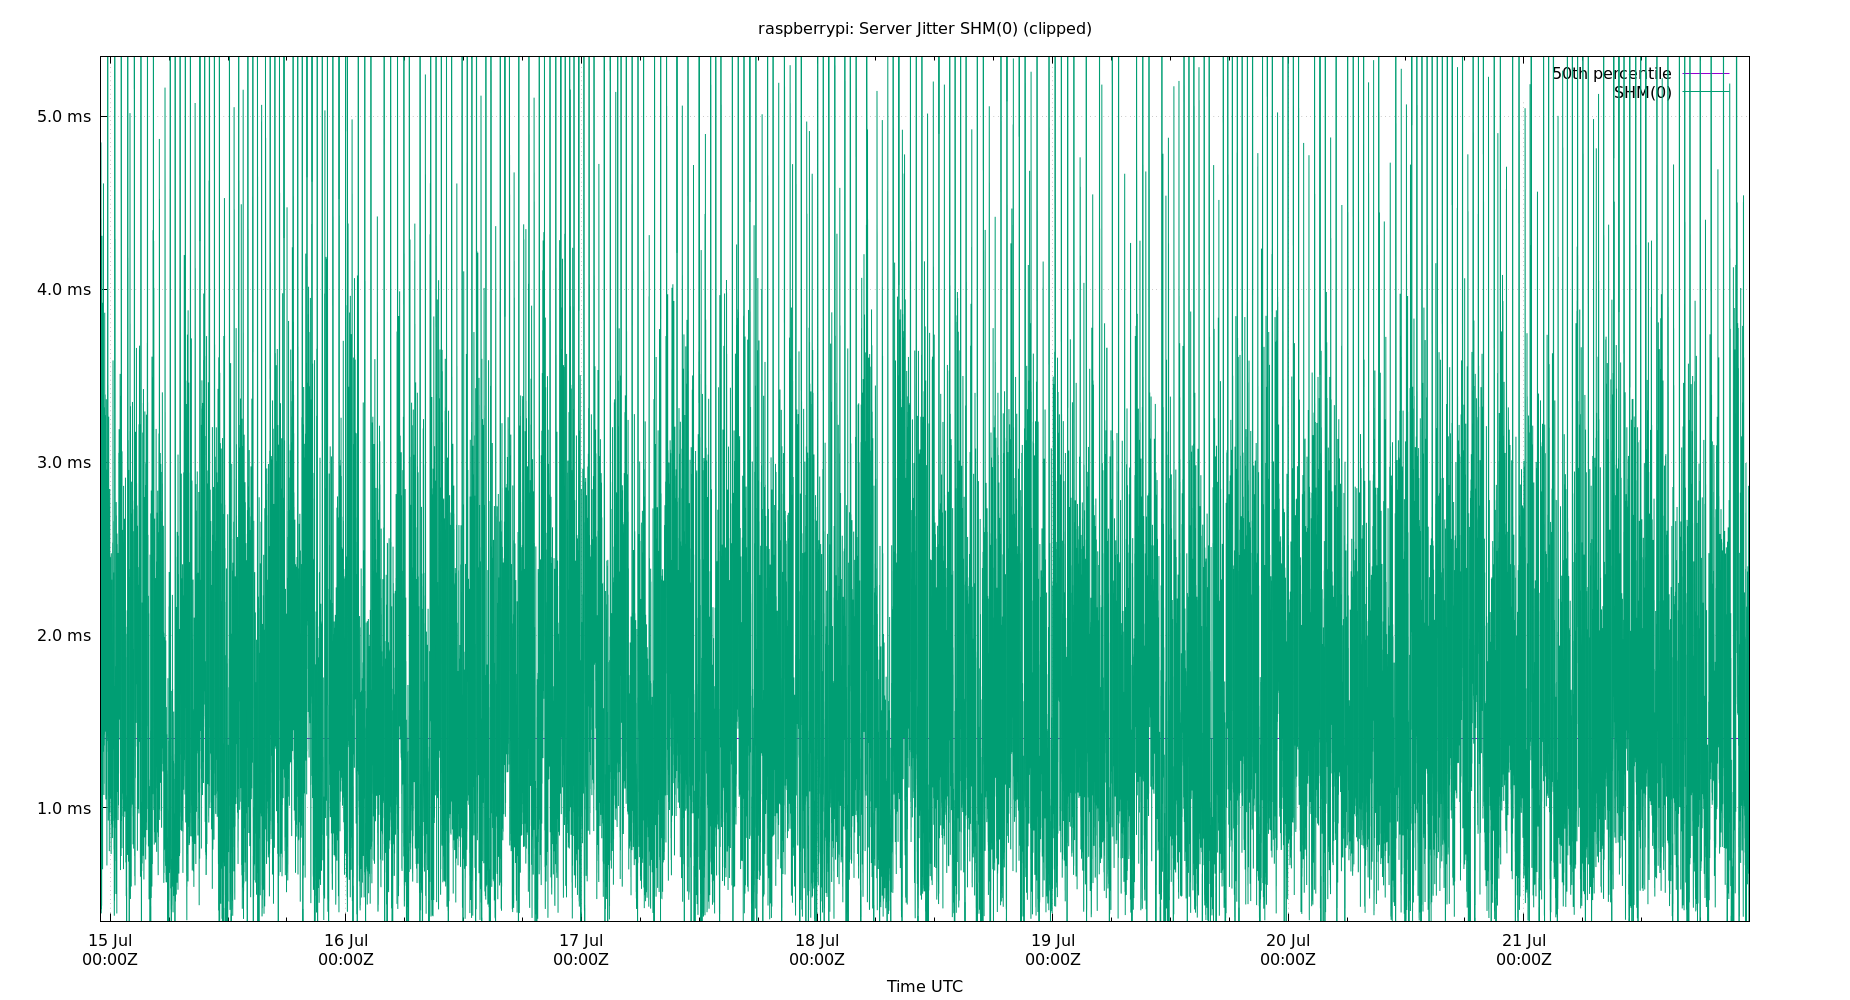 raspberrypi: Server Jitter SHM(0) (clipped)
50th percentile
SHM(0)
5.0 ms
4.0 ms
3.0 ms
2.0 ms
1.0 ms
15 Jul 16 Jul 17 Jul 18 Jul 19 Jul 20 Jul 21 Jul
00:00Z 00:00Z 00:00Z 00:00Z 00:00Z 00:00Z 00:00Z
Time UTC